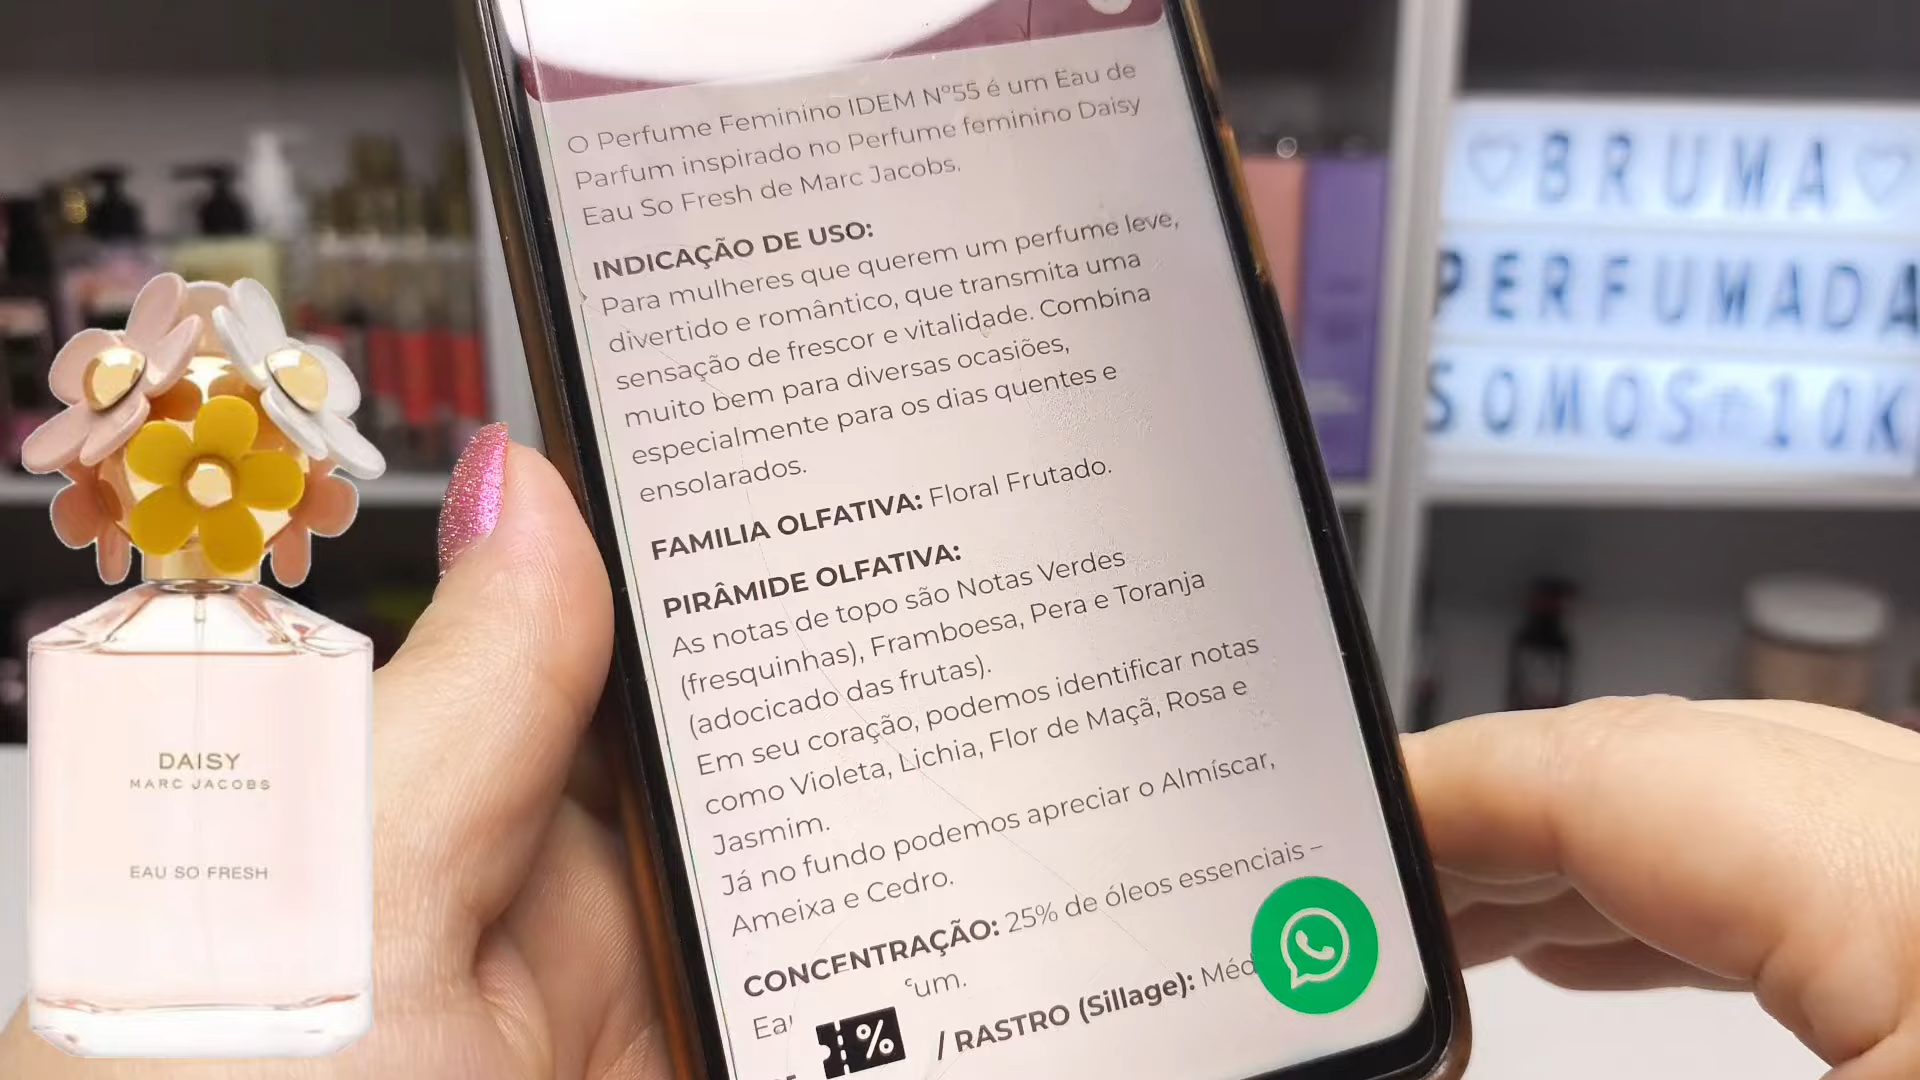 O Perfume Feminino IDEM Nº55 é um Eau de
Parfum inspirado no Perfume feminino Daisy
Eau So Fresh de Marc Jacobs.
INDICAÇÃO DE USO:
Para mulheres que querem um perfume leve,
divertido e romântico, que transmita uma
sensação de frescor e vitalidade. Combina
muito bem para diversas ocasiões,
especialmente para os dias quentes e
ensolarados.
FAMILIA OLFATIVA: Floral Frutado.
PIRÂMIDE OLFATIVA:
As notas de topo são Notas Verdes
(fresquinhas), Framboesa, Pera e Toranja
(adocicado das frutas).
Em seu coração, podemos identificar notas
como Violeta, Lichia, Flor de Maçã, Rosa e
Jasmim.
Já no fundo podemos apreciar o Almíscar,
Ameixa e Cedro.
CONCENTRAÇÃO: 25% de óleos essenciais –
/ RASTRO (Sillage):
%
DAISY
MARC JACOBS
EAU SO FRESH
♡BRUMA♡
PERFUMADA
SOMOS+10K